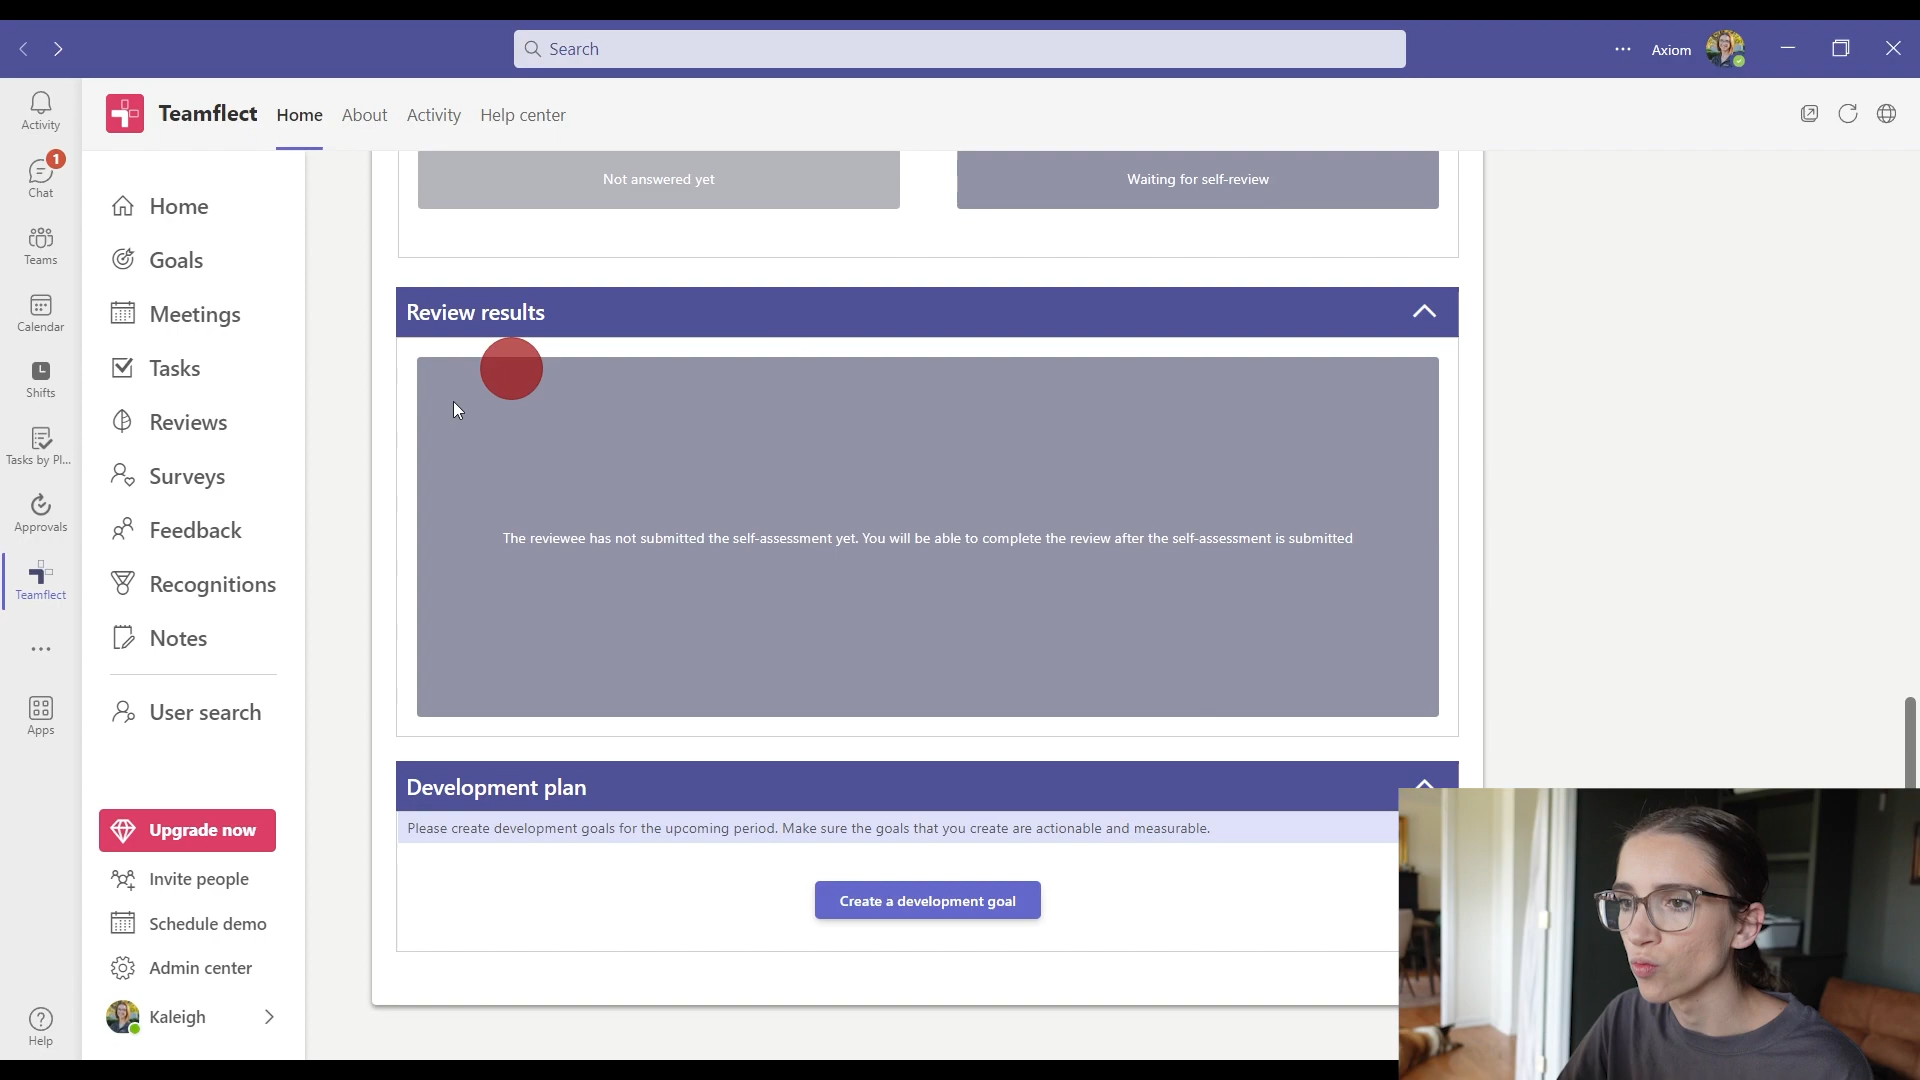 Search
Axiom
Activity
1
Chat
Teams
Calendar
Shifts
Tasks by Pl...
Approvals
Teamflect
Apps
Help
Teamflect
Home
About
Activity
Help center
Home
Goals
Meetings
Tasks
Reviews
Surveys
Feedback
Recognitions
Notes
User search
Upgrade now
Invite people
Schedule demo
Admin center
Kaleigh
Not answered yet
Waiting for self-review
Review results
The reviewee has not submitted the self-assessment yet. You will be able to complete the review after the self-assessment is submitted
Development plan
Please create development goals for the upcoming period. Make sure the goals that you create are actionable and measurable.
Create a development goal